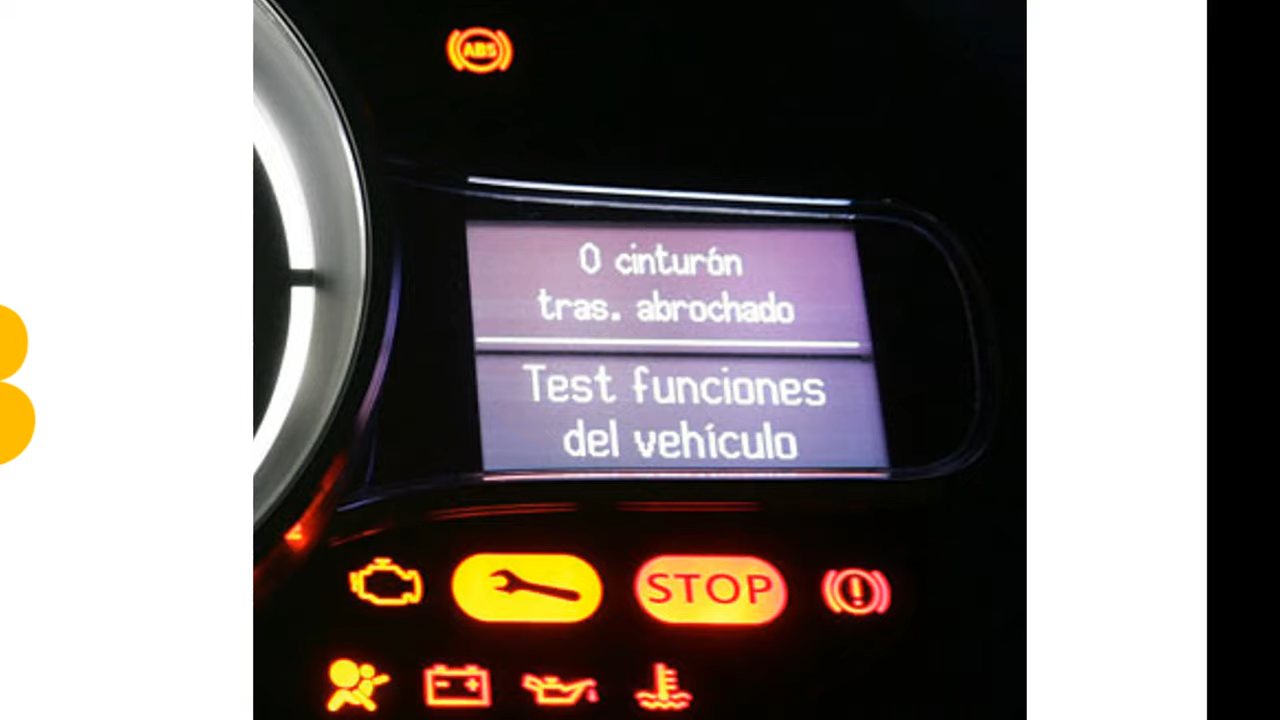 ABS
0 cinturón
tras. abrochado
Test funciones
del vehículo
STOP